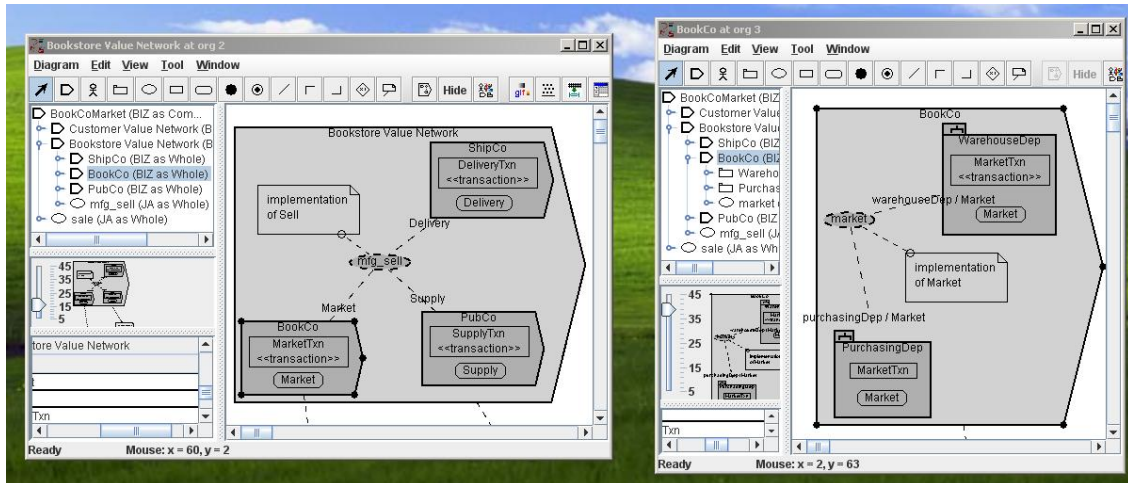 Bookstore Value Network at org 2
Diagram Edit View Tool Window
Hide
gif
BookCoMarket (BIZ as Com...
Customer Value Network (B
Bookstore Value Network (B
ShipCo (BIZ as Whole)
BookCo (BIZ as Whole)
PubCo (BIZ as Whole)
mfg_sell (JA as Whole)
sale (JA as Whole)
45
35
25
15
5
tore Value Network
t
Txn
Bookstore Value Network
ShipCo
DeliveryTxn
<<transaction>>
Delivery
implementation
of Sell
Delivery
mfg_sell
Market
Supply
BookCo
MarketTxn
<<transaction>>
Market
PubCo
SupplyTxn
<<transaction>>
Supply
Ready Mouse: x = 60, y = 2
BookCo at org 3
Diagram Edit View Tool Window
Hide
BookCoMarket (BIZ
Customer Value
Bookstore Valu
ShipCo (BIZ
BookCo (BIZ
Wareho
Purchas
market (
PubCo (BIZ
mfg_sell (J
sale (JA as Wh
45
35
25
15
5
Txn
BookCo
WarehouseDep
MarketTxn
<<transaction>>
Market
warehouseDep / Market
market
implementation
of Market
purchasingDep / Market
PurchasingDep
MarketTxn
Market
Ready Mouse: x = 2, y = 63